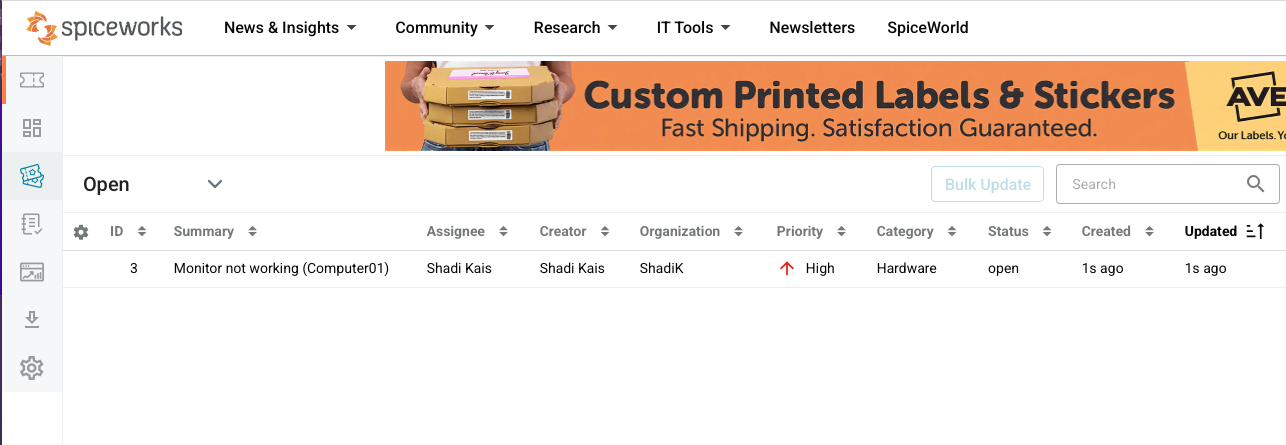 spiceworks News & Insights Community Research IT Tools Newsletters SpiceWorld
Custom Printed Labels & Stickers
Fast Shipping. Satisfaction Guaranteed.
AVE
Our Labels. Yo
Open Bulk Update Search
ID Summary Assignee Creator Organization Priority Category Status Created Updated
3 Monitor not working (Computer01) Shadi Kais Shadi Kais ShadiK High Hardware open 1s ago 1s ago